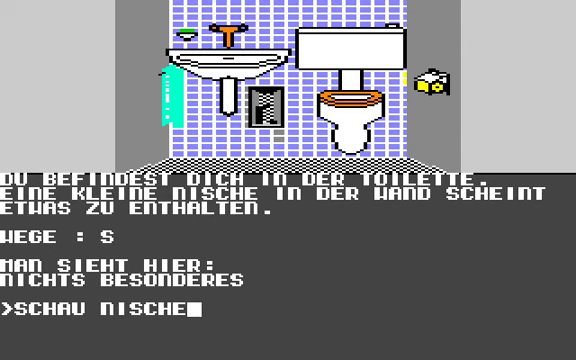 DU BEFINDEST DICH IN DER TOILETTE.
EINE KLEINE NISCHE IN DER WAND SCHEINT
ETWAS ZU ENTHALTEN.
WEGE : S
MAN SIEHT HIER:
NICHTS BESONDERES
>SCHAU NISCHE